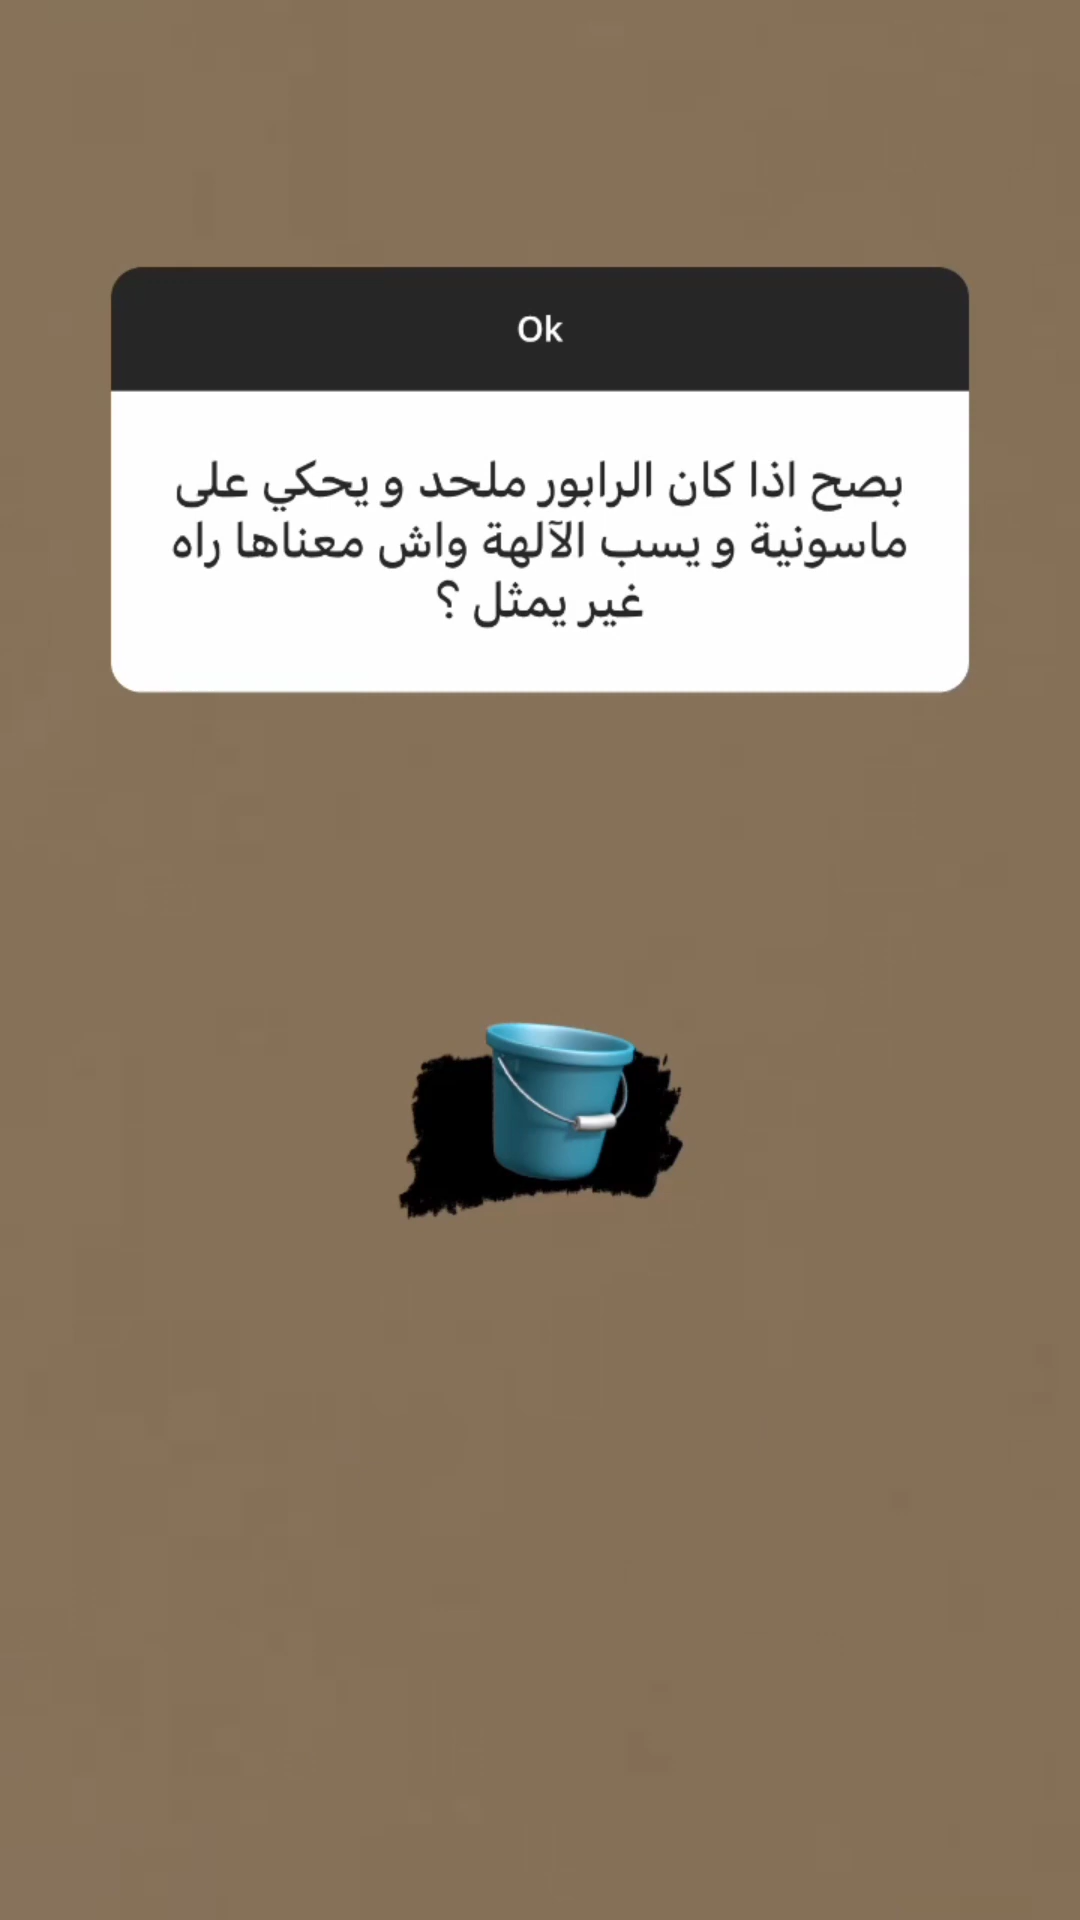 Ok
بصح اذا كان الرابور ملحد و يحكي على
ماسونية و يسب الآلهة واش معناها راه
غير يمثل ؟